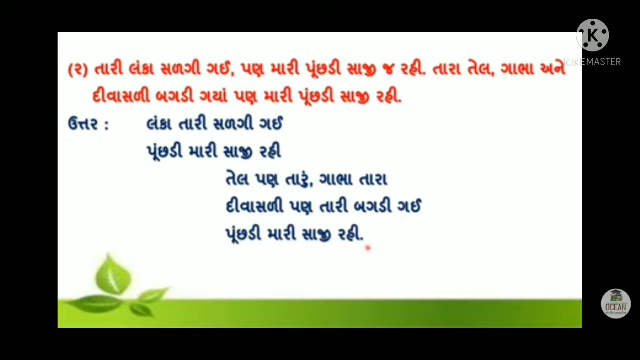 KINEMASTER
(૨) તારી લંકા સળગી ગઈ, પણ મારી પૂંછડી સાજી જ રહી. તારા તેલ, ગાભા અને
દીવાસળી બગડી ગયાં પણ મારી પૂંછડી સાજી રહી.
ઉત્તર : લંકા તારી સળગી ગઈ
પૂંછડી મારી સાજી રહી
તેલ પણ તારું, ગાભા તારા
દીવાસળી પણ તારી બગડી ગઈ
પૂંછડી મારી સાજી રહી.
OCEAN